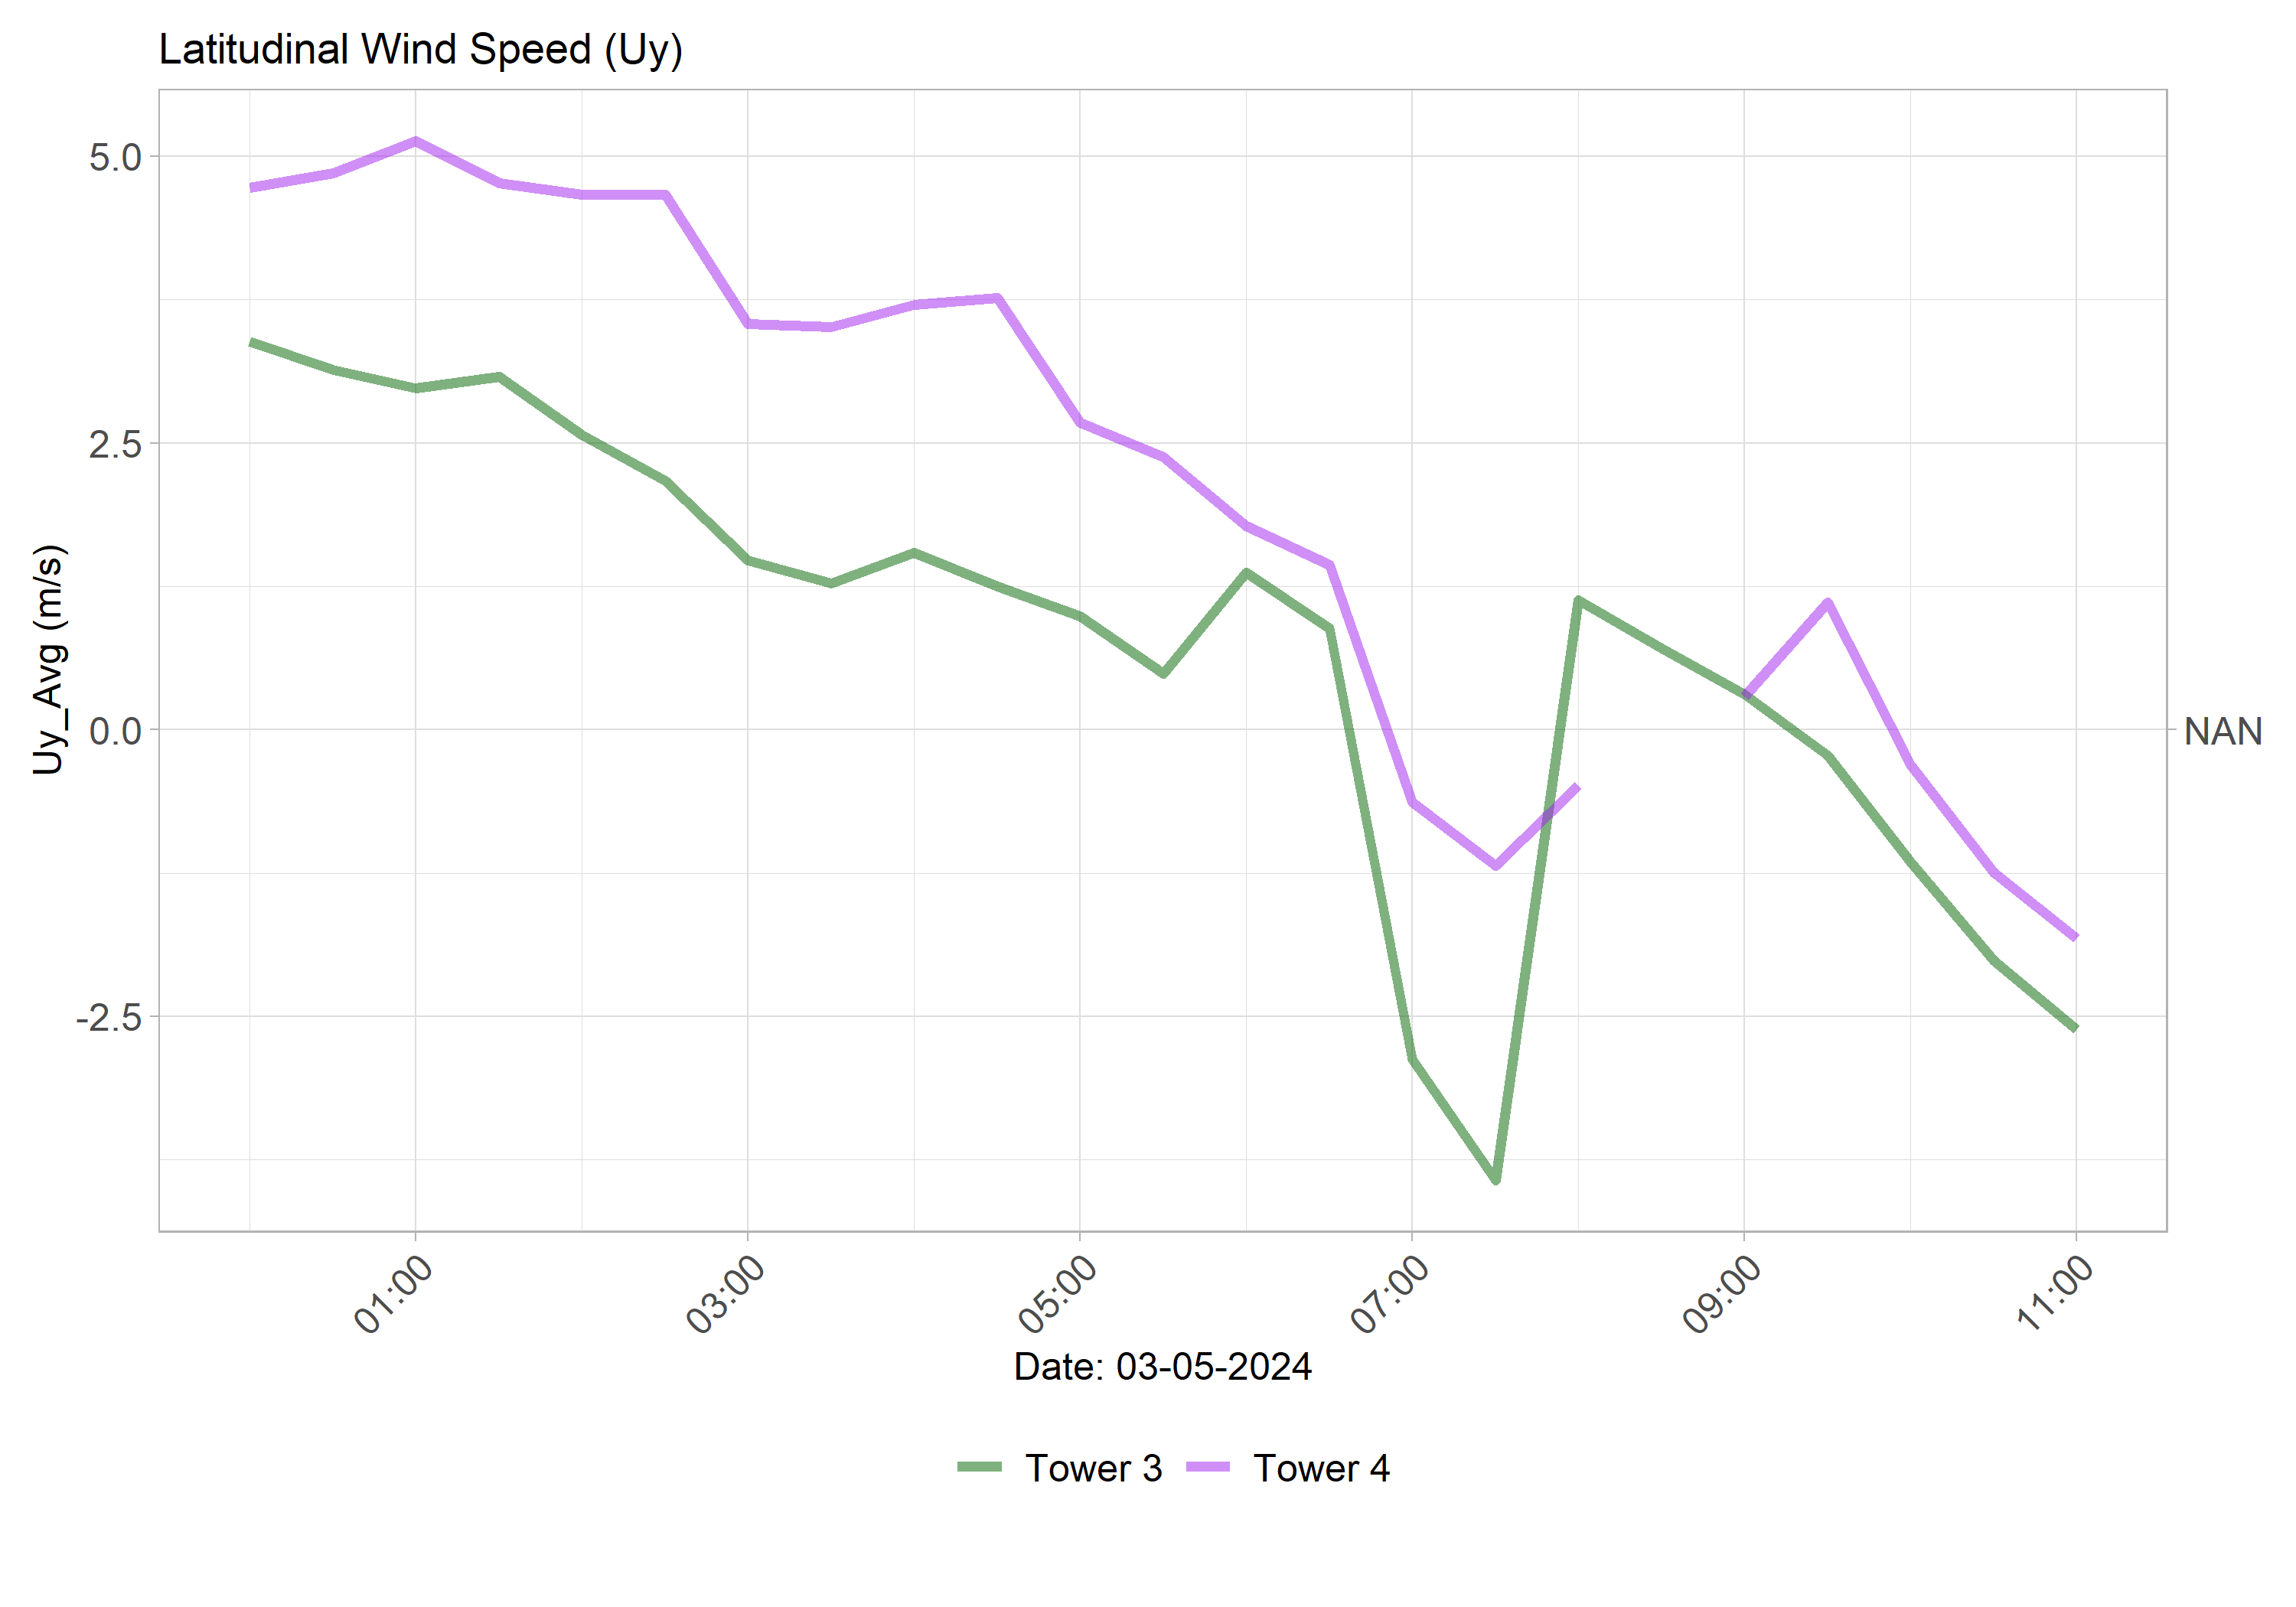 Latitudinal Wind Speed (Uy)
5.0
2.5
0.0
-2.5
Uy_Avg (m/s)
NAN
01:00
03:00
05:00
07:00
09:00
11:00
Date: 03-05-2024
Tower 3
Tower 4